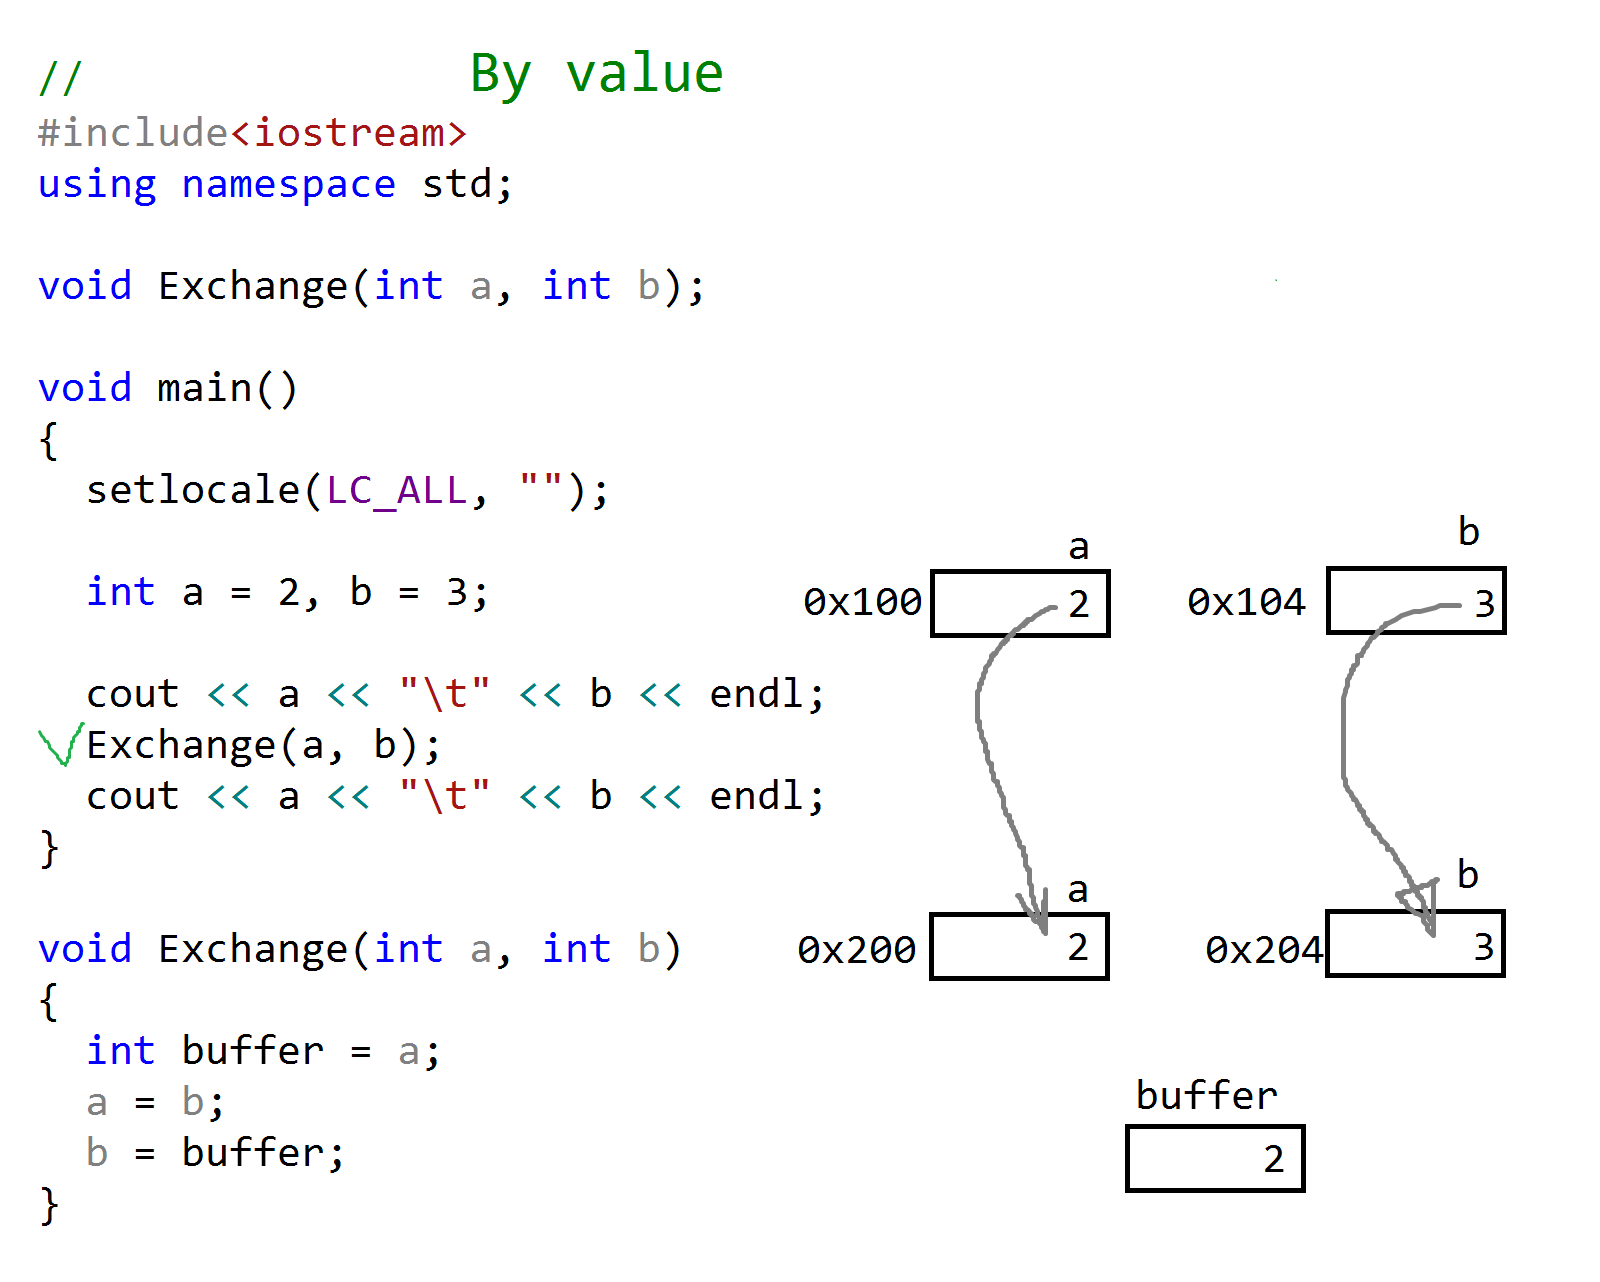 // By value
#include<iostream>
using namespace std;
void Exchange(int a, int b);
void main()
{
setlocale(LC_ALL, "");
int a = 2, b = 3;
cout << a << "\t" << b << endl;
Exchange(a, b);
cout << a << "\t" << b << endl;
}
void Exchange(int a, int b)
{
int buffer = a;
a = b;
b = buffer;
}
a
0x100 2
b
0x104 3
a
0x200 2
b
0x204 3
buffer
2